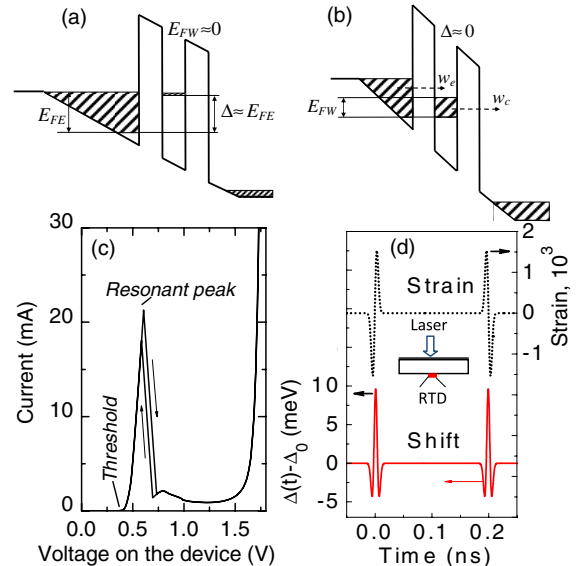 (a)
E_FW≈0
E_FE
Δ≈E_FE
(b)
Δ≈0
w_e
E_FW
w_c
(c)
30
20
10
0
Current (mA)
Resonant peak
Threshold
0.0 0.5 1.0 1.5
Voltage on the device (V)
(d)
2
1
0
-1
Strain, 10^3
Strain
Laser
RTD
10
5
0
-5
Δ(t)-Δ_0 (meV)
Shift
0.0 0.1 0.2
Time (ns)